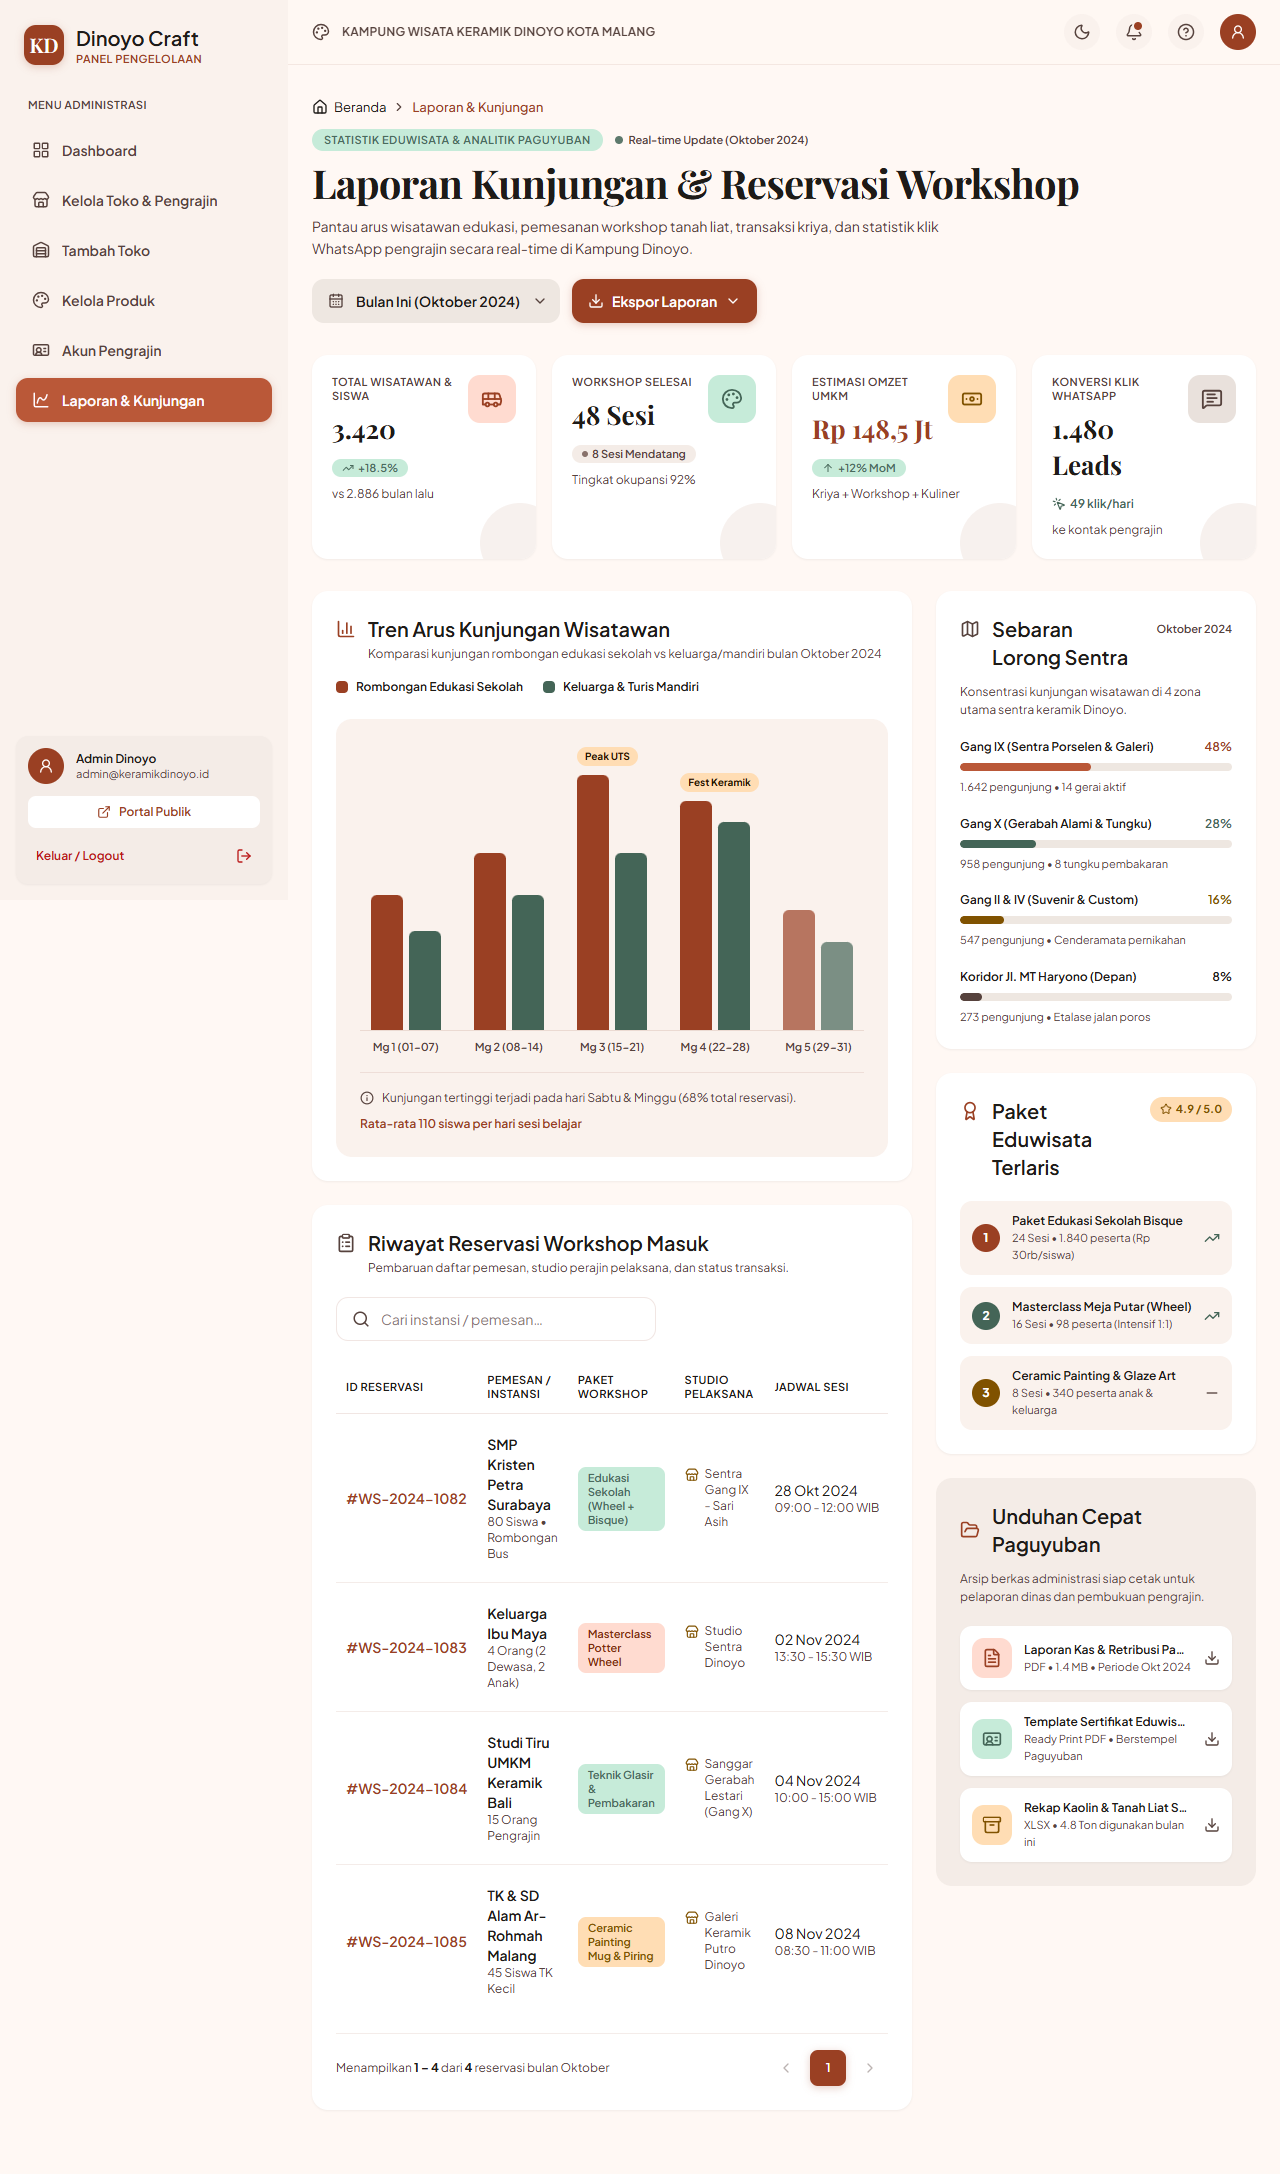 KD
Dinoyo Craft
PANEL PENGELOLAAN
MENU ADMINISTRASI
Dashboard
Kelola Toko & Pengrajin
Tambah Toko
Kelola Produk
Akun Pengrajin
Laporan & Kunjungan
Admin Dinoyo
admin@keramikdinoyo.id
Portal Publik
Keluar / Logout
KAMPUNG WISATA KERAMIK DINOYO KOTA MALANG
Beranda
Laporan & Kunjungan
STATISTIK EDUWISATA & ANALITIK PAGUYUBAN
Real-time Update (Oktober 2024)
Laporan Kunjungan & Reservasi Workshop
Pantau arus wisatawan edukasi, pemesanan workshop tanah liat, transaksi kriya, dan statistik klik
WhatsApp pengrajin secara real-time di Kampung Dinoyo.
Bulan Ini (Oktober 2024)
Ekspor Laporan
TOTAL WISATAWAN &
SISWA
3.420
+18.5%
vs 2.886 bulan lalu
WORKSHOP SELESAI
48 Sesi
8 Sesi Mendatang
Tingkat okupansi 92%
ESTIMASI OMZET
UMKM
Rp 148,5 Jt
+12% MoM
Kriya + Workshop + Kuliner
KONVERSI KLIK
WHATSAPP
1.480
Leads
49 klik/hari
ke kontak pengrajin
Tren Arus Kunjungan Wisatawan
Komparasi kunjungan rombongan edukasi sekolah vs keluarga/mandiri bulan Oktober 2024
Rombongan Edukasi Sekolah
Keluarga & Turis Mandiri
Peak UTS
Fest Keramik
Mg 1 (01-07)
Mg 2 (08-14)
Mg 3 (15-21)
Mg 4 (22-28)
Mg 5 (29-31)
Kunjungan tertinggi terjadi pada hari Sabtu & Minggu (68% total reservasi).
Rata-rata 110 siswa per hari sesi belajar
Sebaran
Lorong Sentra
Oktober 2024
Konsentrasi kunjungan wisatawan di 4 zona
utama sentra keramik Dinoyo.
Gang IX (Sentra Porselen & Galeri)
48%
1.642 pengunjung • 14 gerai aktif
Gang X (Gerabah Alami & Tungku)
28%
958 pengunjung • 8 tungku pembakaran
Gang II & IV (Suvenir & Custom)
16%
547 pengunjung • Cenderamata pernikahan
Koridor Jl. MT Haryono (Depan)
8%
273 pengunjung • Etalase jalan poros
Paket
Eduwisata
Terlaris
4.9 / 5.0
1
Paket Edukasi Sekolah Bisque
24 Sesi • 1.840 peserta (Rp
30rb/siswa)
2
Masterclass Meja Putar (Wheel)
16 Sesi • 98 peserta (Intensif 1:1)
3
Ceramic Painting & Glaze Art
8 Sesi • 340 peserta anak &
keluarga
Unduhan Cepat
Paguyuban
Arsip berkas administrasi siap cetak untuk
pelaporan dinas dan pembukuan pengrajin.
Laporan Kas & Retribusi Pa...
PDF • 1.4 MB • Periode Okt 2024
Template Sertifikat Eduwis...
Ready Print PDF • Berstempel
Paguyuban
Rekap Kaolin & Tanah Liat S...
XLSX • 4.8 Ton digunakan bulan
ini
Riwayat Reservasi Workshop Masuk
Pembaruan daftar pemesan, studio perajin pelaksana, dan status transaksi.
Cari instansi / pemesan...
ID RESERVASI
PEMESAN /
INSTANSI
PAKET
WORKSHOP
STUDIO
PELAKSANA
JADWAL SESI
#WS-2024-1082
SMP
Kristen
Petra
Surabaya
80 Siswa •
Rombongan
Bus
Edukasi
Sekolah
(Wheel +
Bisque)
Sentra
Gang IX
- Sari
Asih
28 Okt 2024
09:00 - 12:00 WIB
#WS-2024-1083
Keluarga
Ibu Maya
4 Orang (2
Dewasa, 2
Anak)
Masterclass
Potter
Wheel
Studio
Sentra
Dinoyo
02 Nov 2024
13:30 - 15:30 WIB
#WS-2024-1084
Studi Tiru
UMKM
Keramik
Bali
15 Orang
Pengrajin
Teknik Glasir
&
Pembakaran
Sanggar
Gerabah
Lestari
(Gang X)
04 Nov 2024
10:00 - 15:00 WIB
#WS-2024-1085
TK & SD
Alam Ar-
Rohmah
Malang
45 Siswa TK
Kecil
Ceramic
Painting
Mug & Piring
Galeri
Keramik
Putro
Dinoyo
08 Nov 2024
08:30 - 11:00 WIB
Menampilkan 1 – 4 dari 4 reservasi bulan Oktober
1